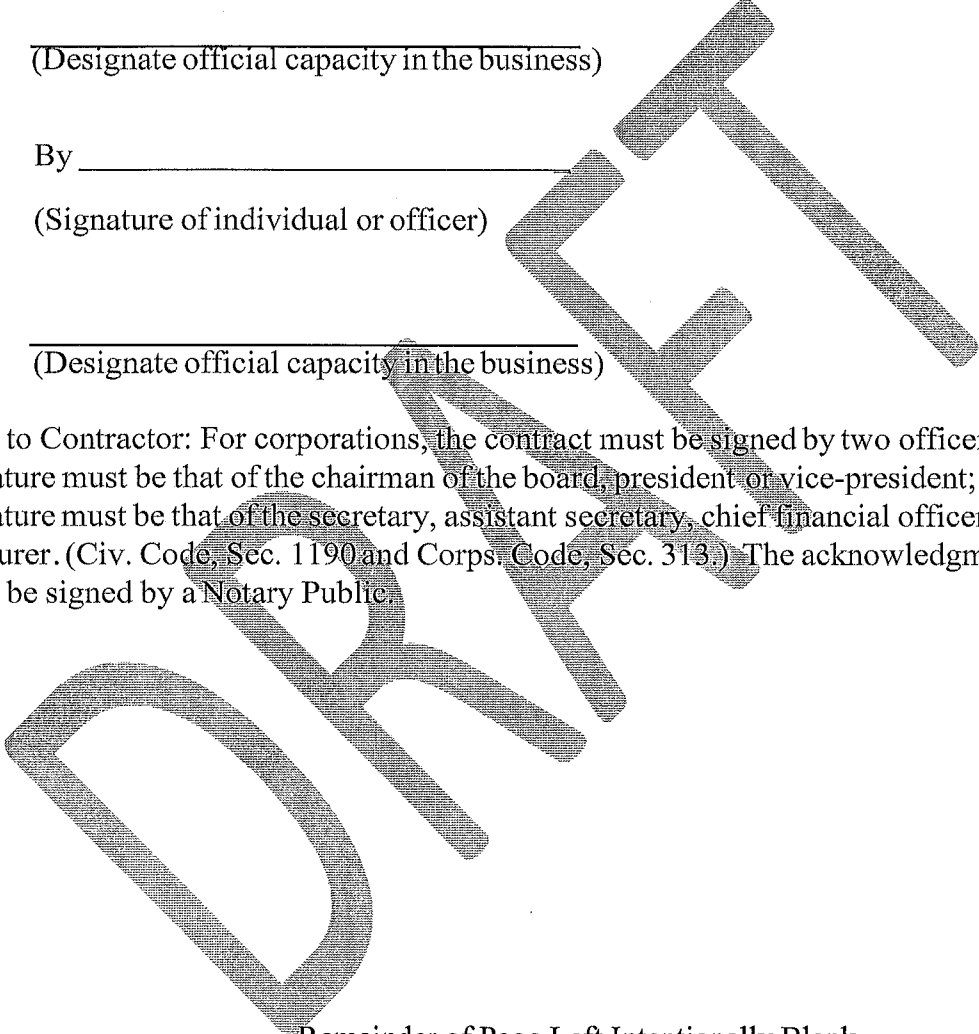 (Designate official capacity in the business)
By
(Signature of individual or officer)
(Designate official capacity in the business)
to Contractor: For corporations, the contract must be signed by two office
ture must be that of the chairman of the board, president or vice-president;
ture must be that of the secretary, assistant secretary, chief financial office
urer. (Civ. Code, Sec. 1190 and Corps. Code, Sec. 313.) The acknowledgm
be signed by a Notary Public.
DRAFT
Remainder of Page Left Intentionally Blank